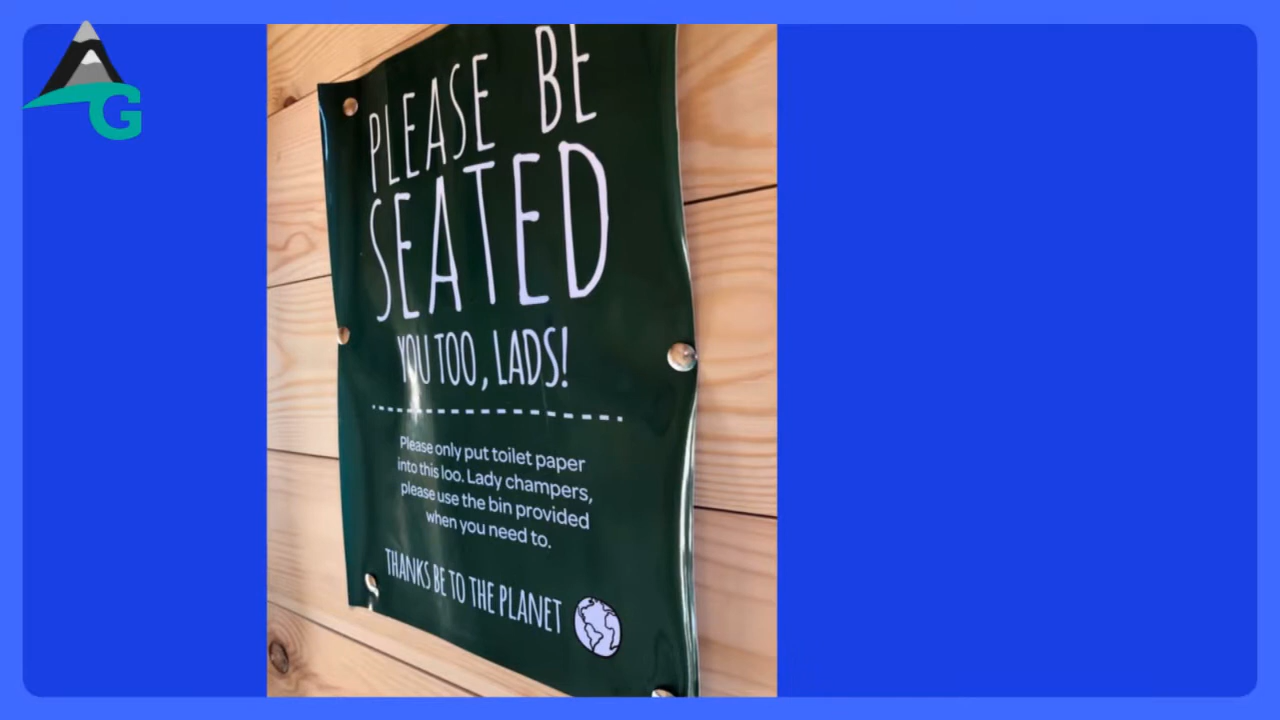 G
PLEASE BE
SEATED
YOU TOO, LADS!
Please only put toilet paper
into this loo. Lady champers,
please use the bin provided
when you need to.
THANKS BE TO THE PLANET